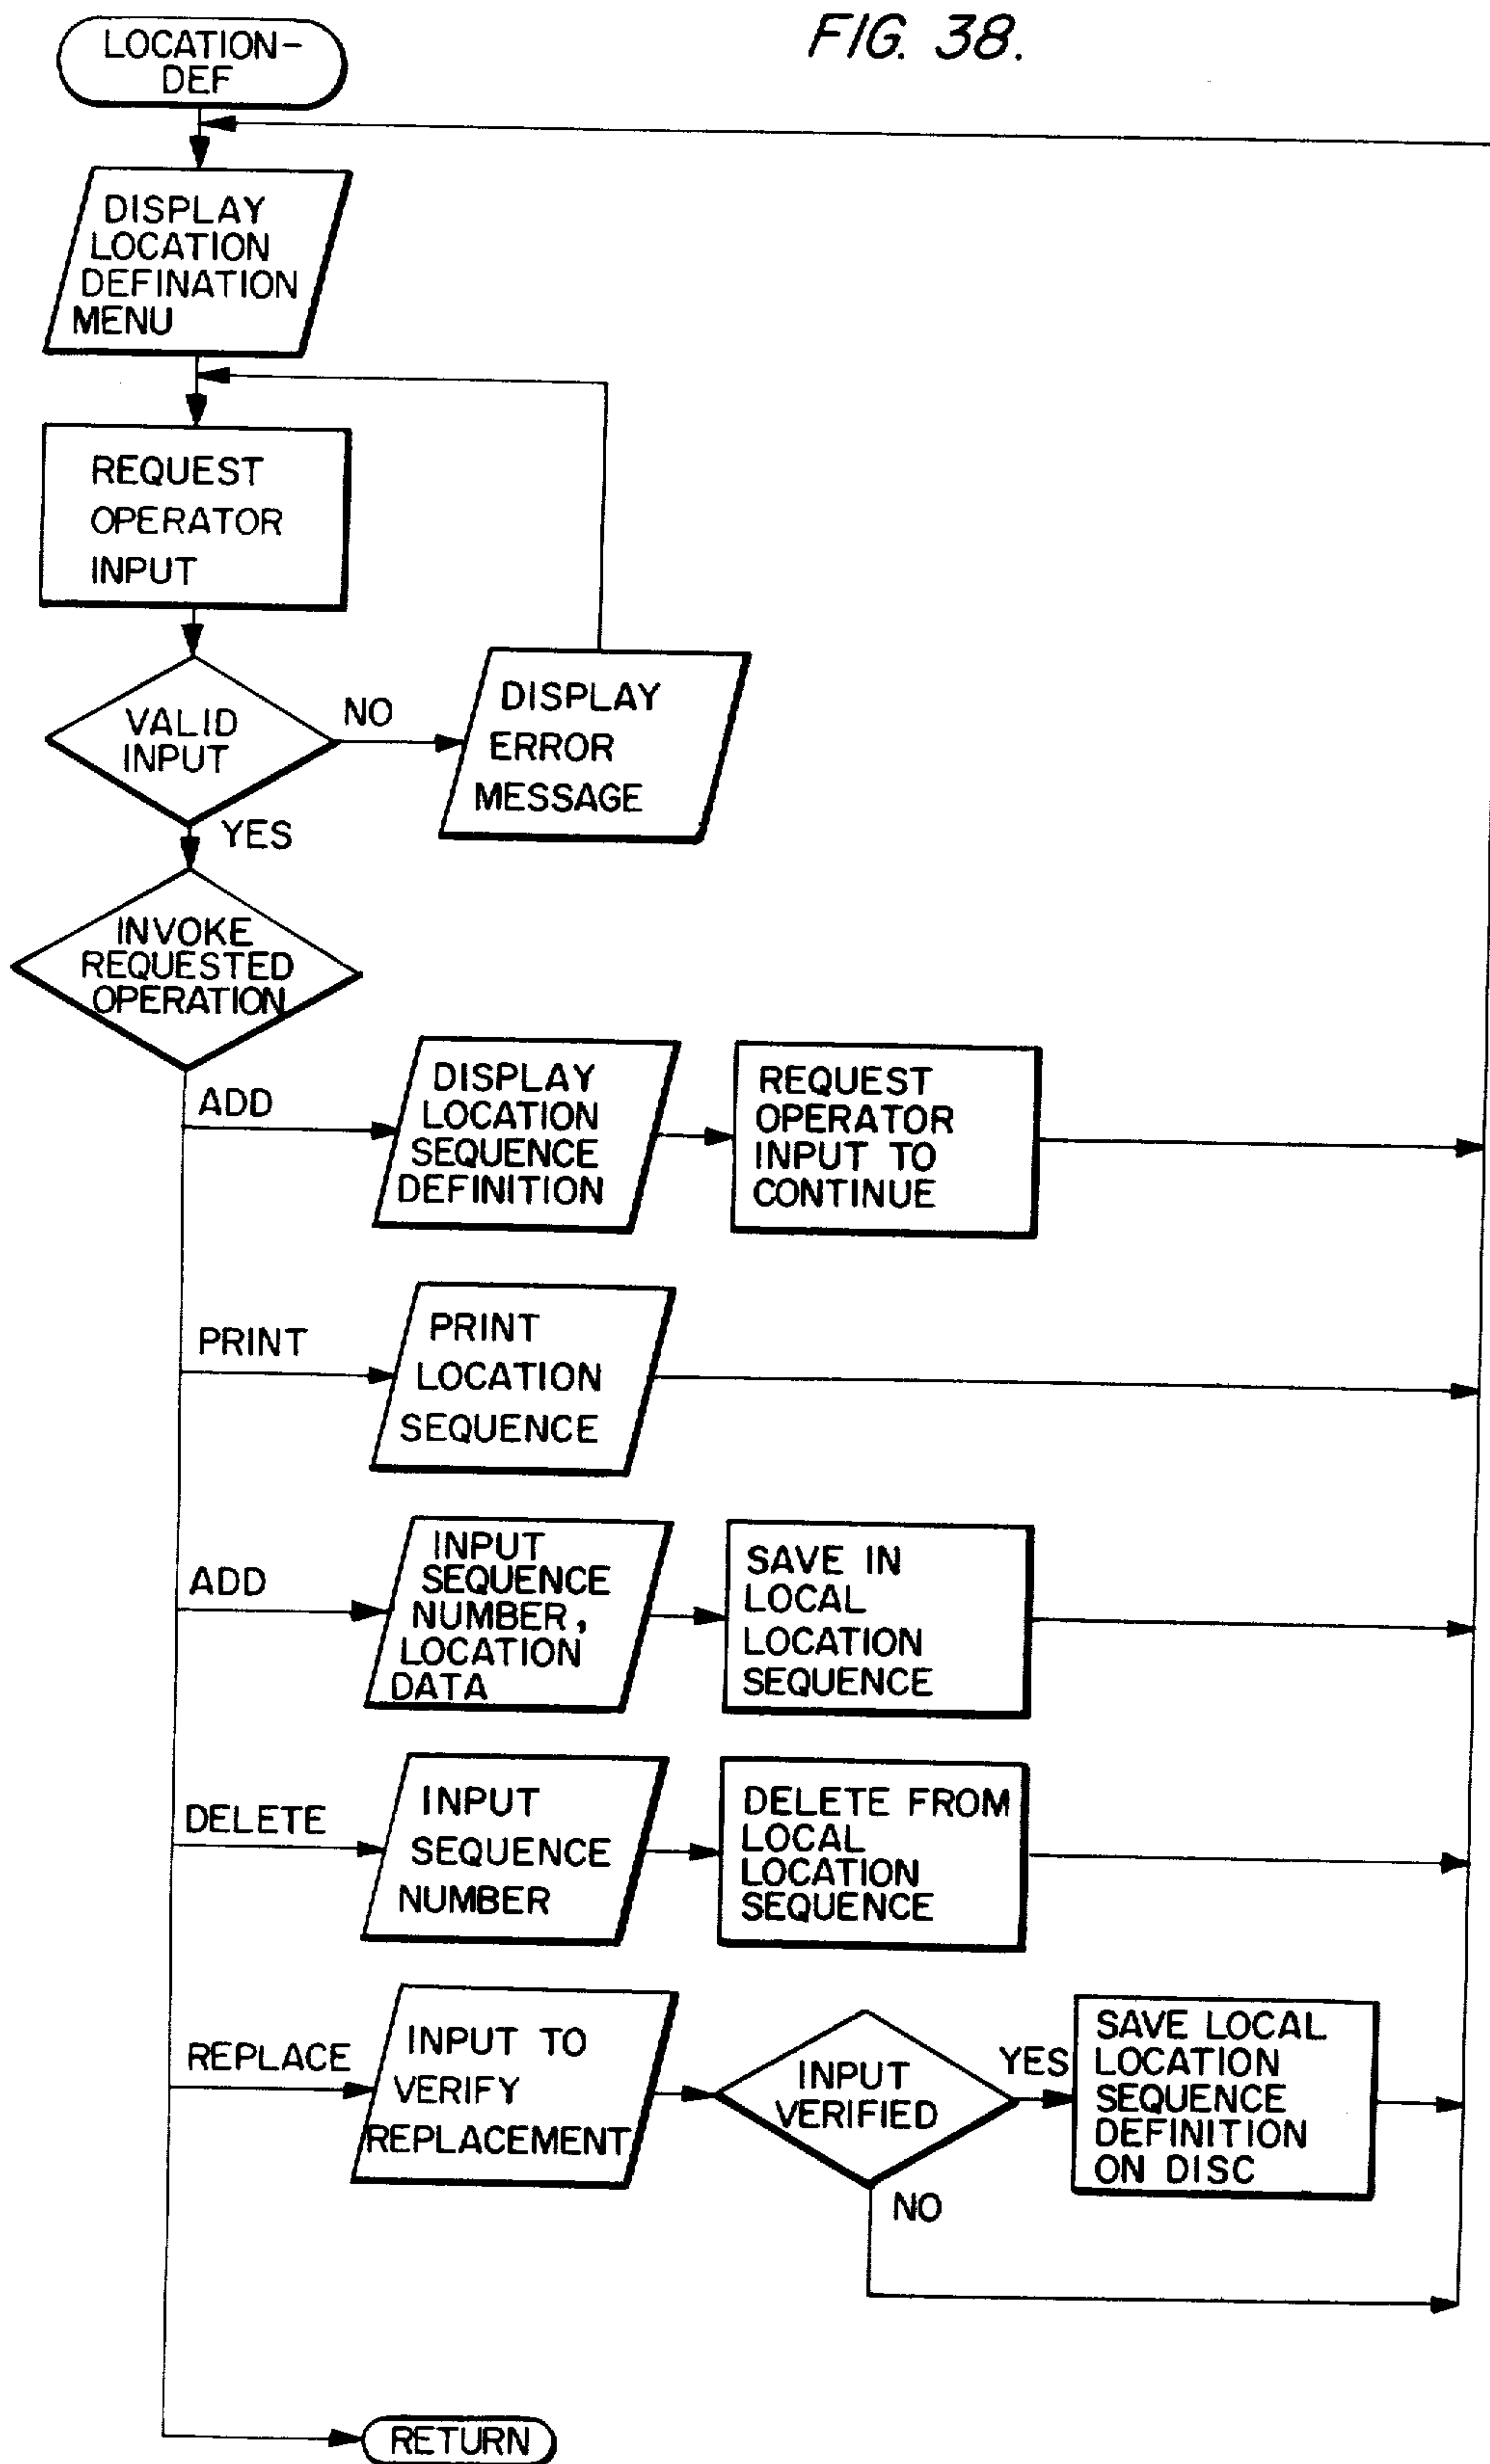 FIG. 38.
LOCATION-
DEF
DISPLAY
LOCATION
DEFINATION
MENU
REQUEST
OPERATOR
INPUT
VALID
INPUT
NO
DISPLAY
ERROR
MESSAGE
YES
INVOKE
REQUESTED
OPERATION
ADD
DISPLAY
LOCATION
SEQUENCE
DEFINITION
REQUEST
OPERATOR
INPUT TO
CONTINUE
PRINT
PRINT
LOCATION
SEQUENCE
ADD
INPUT
SEQUENCE
NUMBER,
LOCATION
DATA
SAVE IN
LOCAL
LOCATION
SEQUENCE
DELETE
INPUT
SEQUENCE
NUMBER
DELETE FROM
LOCAL
LOCATION
SEQUENCE
REPLACE
INPUT TO
VERIFY
REPLACEMENT
INPUT
VERIFIED
YES
SAVE LOCAL
LOCATION
SEQUENCE
DEFINITION
ON DISC
NO
RETURN